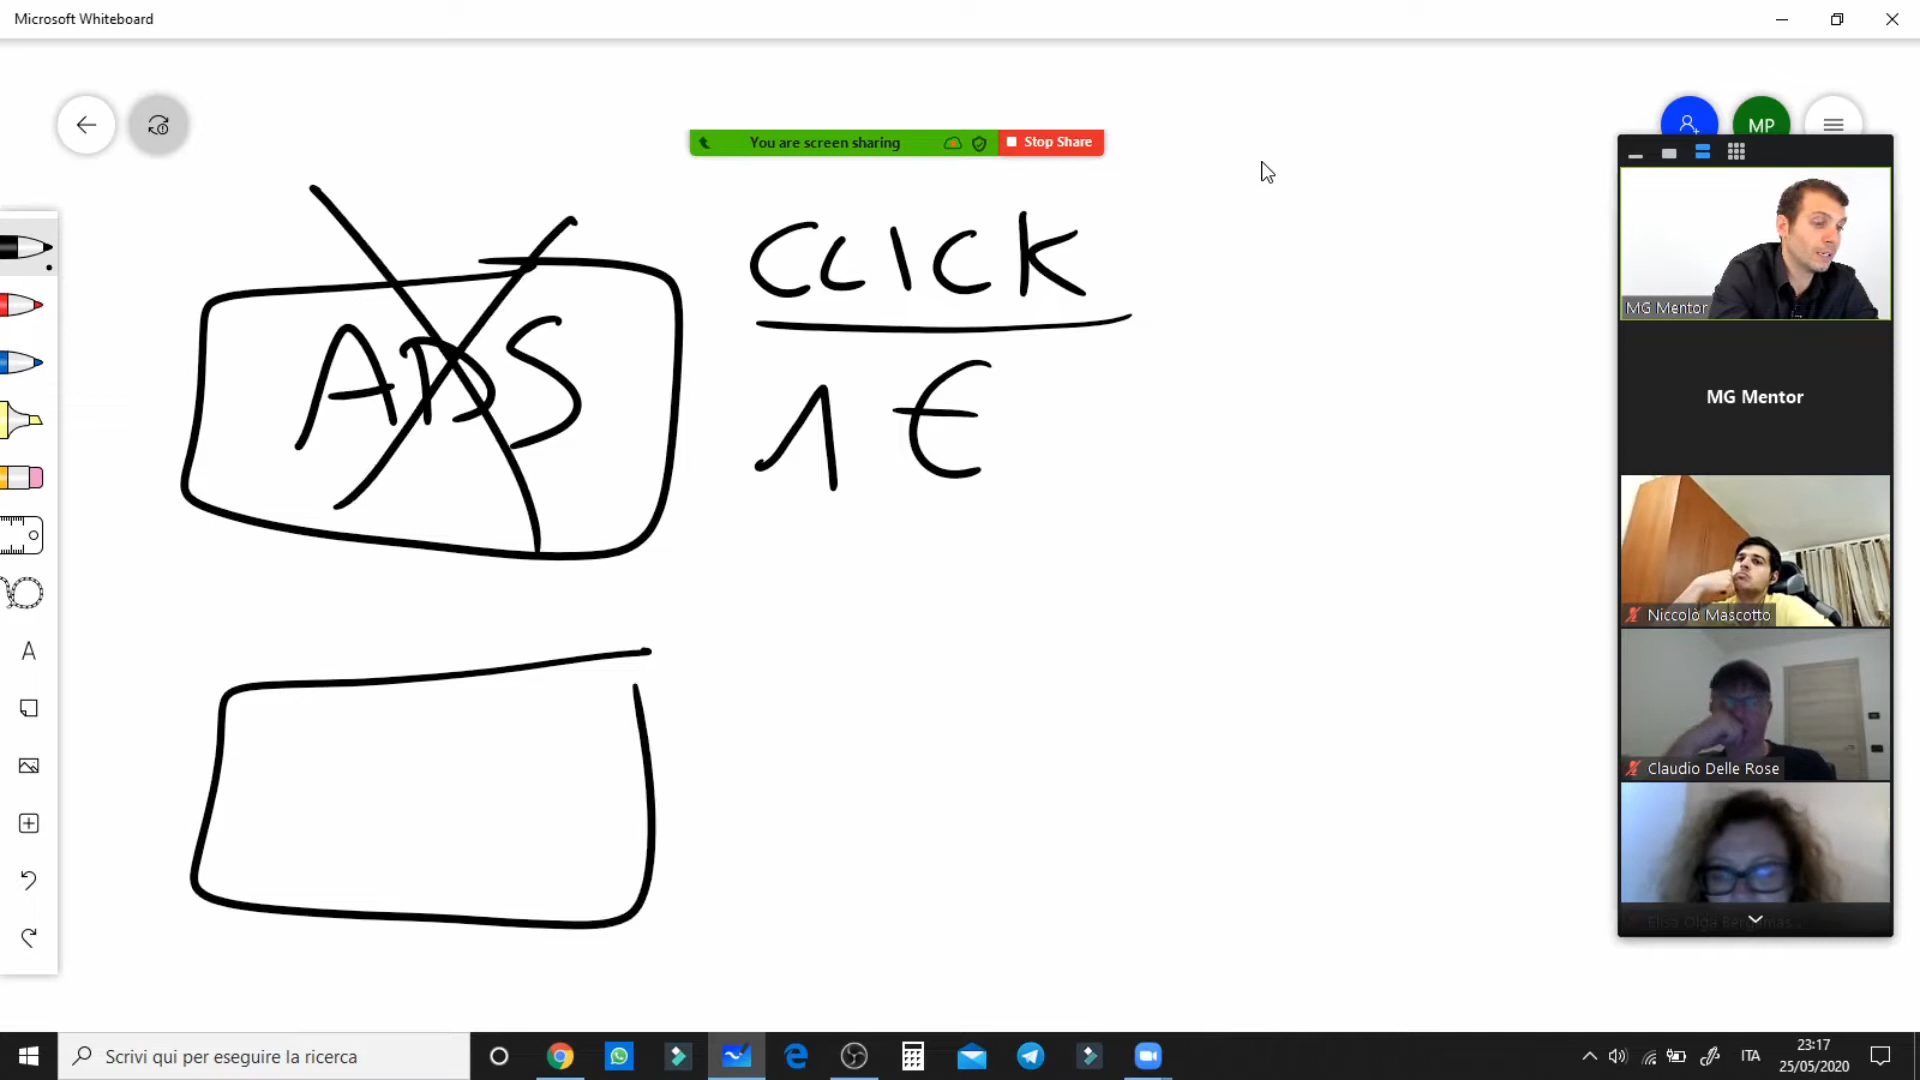 Microsoft Whiteboard
MP
You are screen sharing
Stop Share
CLICK
ADS
1 €
MG Mentor
MG Mentor
Niccolò Mascotto
Claudio Delle Rose
A
Scrivi qui per eseguire la ricerca
ITA
23:17
25/05/2020